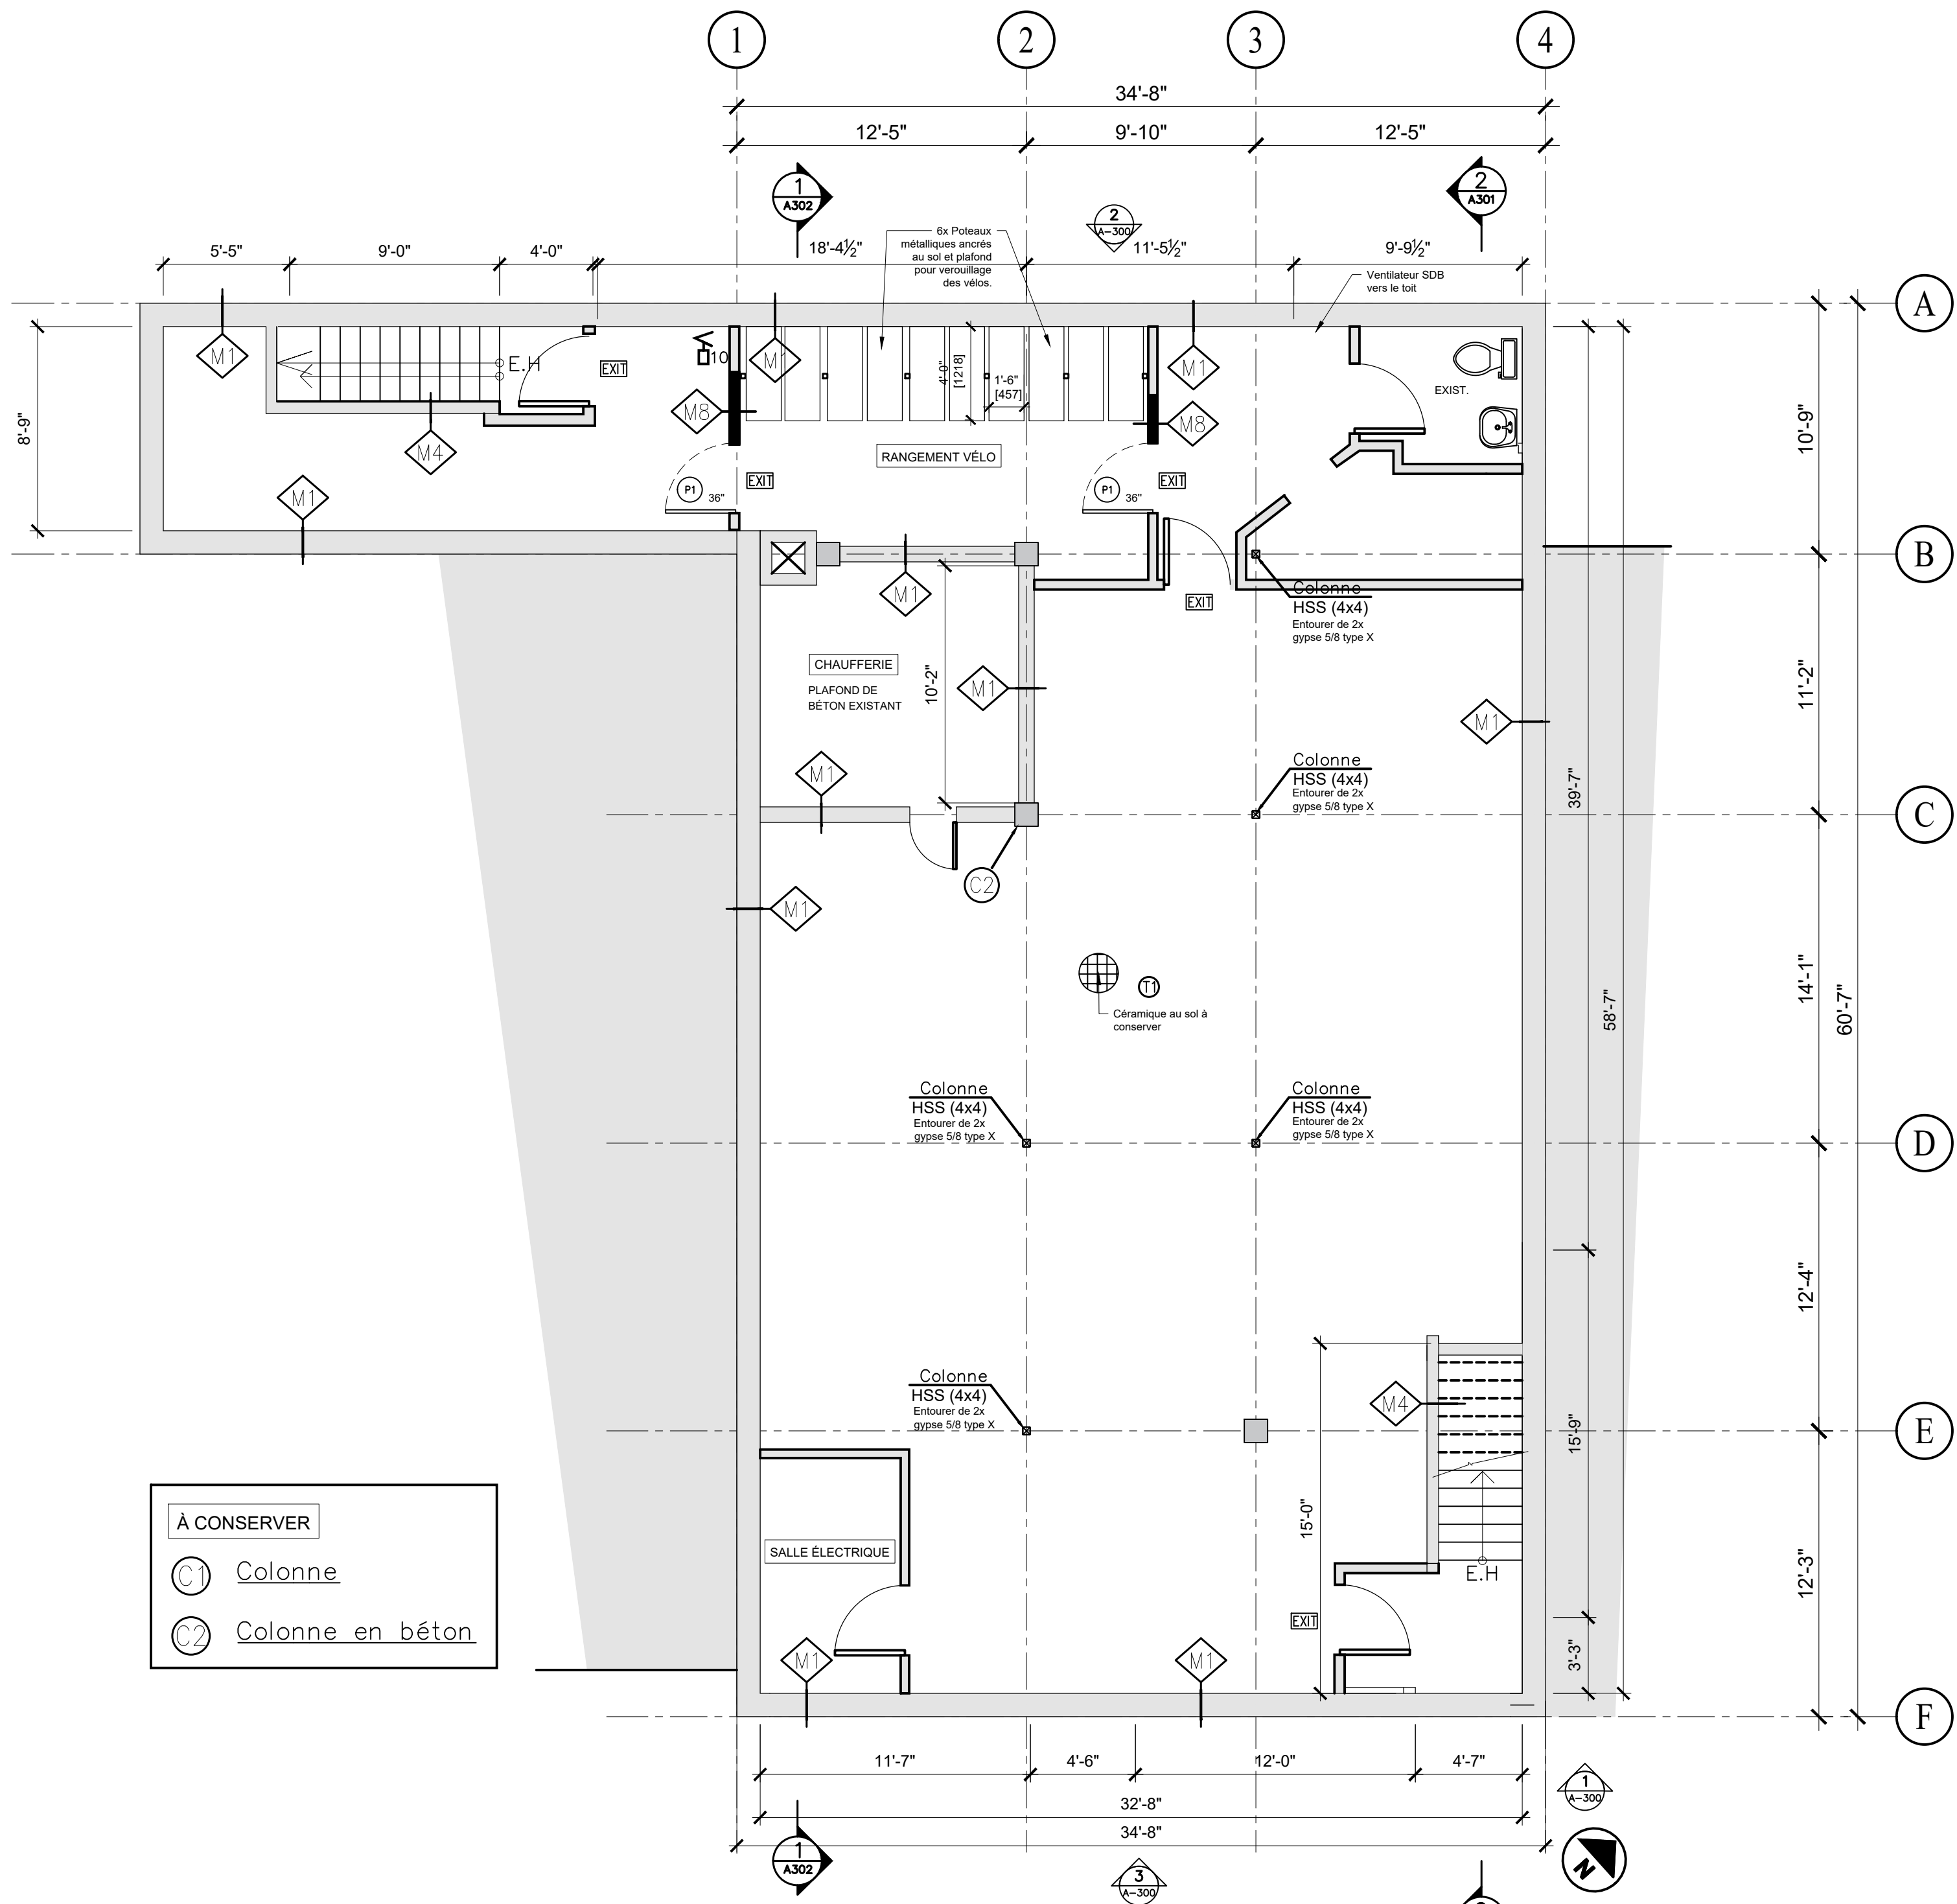 1 2 3 4
34'-8"
12'-5" 9'-10" 12'-5"
1
A302
2
A-300
2
A301
5'-5" 9'-0" 4'-0" 18'-4½" 11'-5½" 9'-9½"
6x Poteaux
métalliques ancrés
au sol et plafond
pour verouillage
des vélos.
Ventilateur SDB
vers le toit
A
M1
E.H
EXIT
10
M1
4'-0"
[1218]
1'-6"
[457]
M1
EXIST.
M8
M8
M4
8'-9"
10'-9"
RANGEMENT VÉLO
M1
P1 36"
EXIT
P1 36"
EXIT
B
M1
EXIT
Colonne
HSS (4x4)
Entourer de 2x
gypse 5/8 type X
CHAUFFERIE
PLAFOND DE
BÉTON EXISTANT
10'-2"
M1
11'-2"
M1
M1
Colonne
HSS (4x4)
Entourer de 2x
gypse 5/8 type X
39'-7"
C
C2
M1
T1
Céramique au sol à
conserver
14'-1"
58'-7"
60'-7"
Colonne
HSS (4x4)
Entourer de 2x
gypse 5/8 type X
Colonne
HSS (4x4)
Entourer de 2x
gypse 5/8 type X
D
12'-4"
Colonne
HSS (4x4)
Entourer de 2x
gypse 5/8 type X
M4
15'-9"
E
15'-0"
SALLE ÉLECTRIQUE
E.H
12'-3"
EXIT
3'-3"
M1
M1
F
À CONSERVER
C1 Colonne
C2 Colonne en béton
11'-7" 4'-6" 12'-0" 4'-7"
32'-8"
34'-8"
1
A-300
1
A302
3
A-300
N